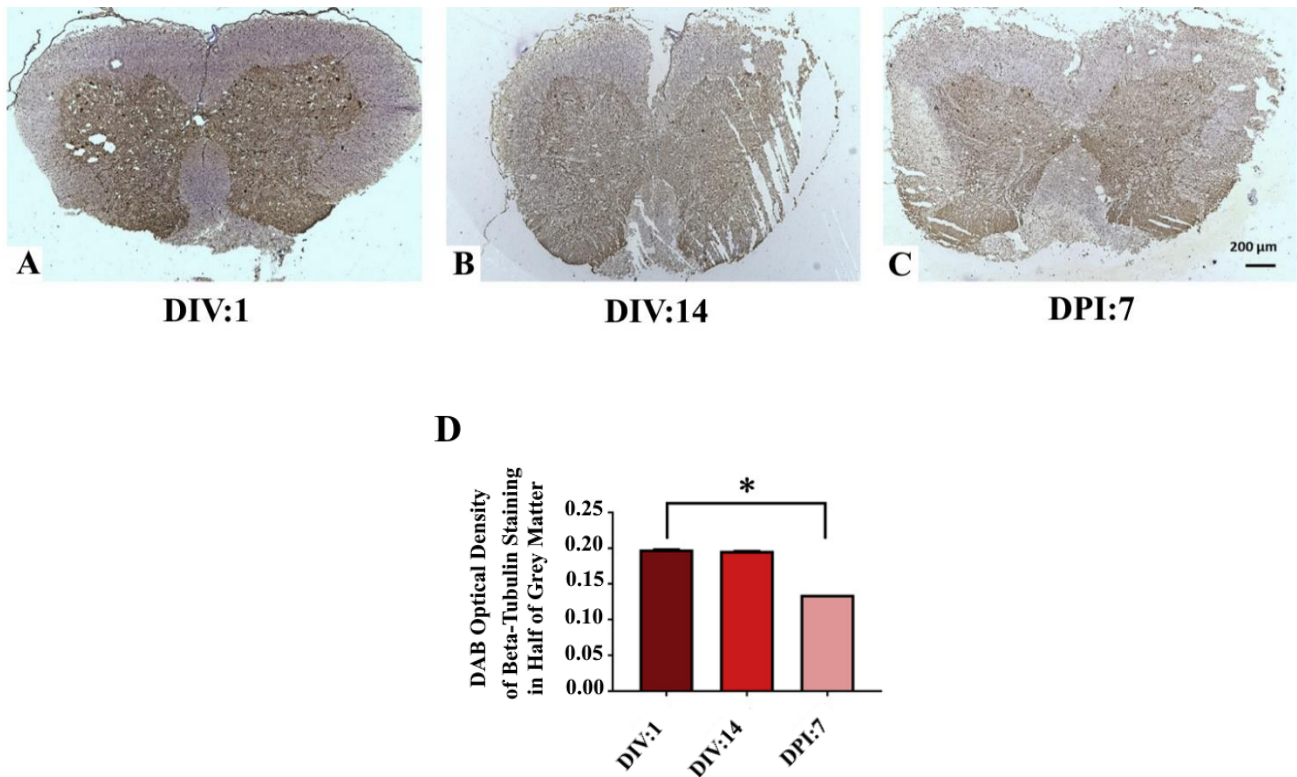 A
B
C
200 µm
DIV:1
DIV:14
DPI:7
D
DAB Optical Density
of Beta-Tubulin Staining
in Half of Grey Matter
*
0.25
0.20
0.15
0.10
0.05
0.00
DIV:1
DIV:14
DPI:7